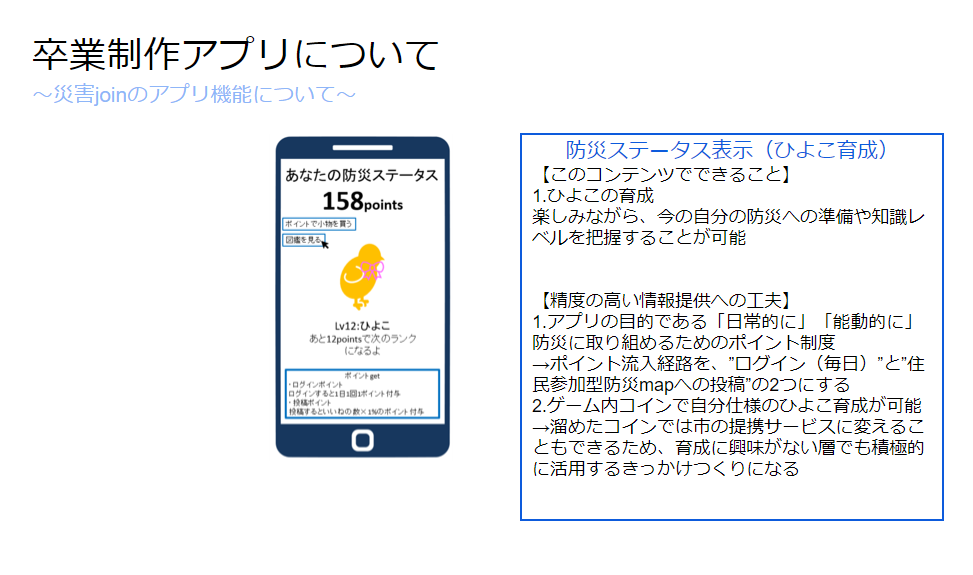 卒業制作アプリについて
～災害joinのアプリ機能について～
あなたの防災ステータス
158points
ポイントで小物を買う
図鑑を見る
Lv12:ひよこ
あと12pointsで次のランク
になるよ
ポイントget
・ログインポイント
ログインすると1日1回1ポイント付与
・投稿ポイント
投稿するといいねの数×1%のポイント付与
防災ステータス表示（ひよこ育成）
【このコンテンツでできること】
1.ひよこの育成
楽しみながら、今の自分の防災への準備や知識レ
ベルを把握することが可能
【精度の高い情報提供への工夫】
1.アプリの目的である「日常的に」「能動的に」
防災に取り組めるためのポイント制度
→ポイント流入経路を、”ログイン（毎日）”と”住
民参加型防災mapへの投稿”の2つにする
2.ゲーム内コインで自分仕様のひよこ育成が可能
→溜めたコインでは市の提携サービスに変えるこ
ともできるため、育成に興味がない層でも積極的
に活用するきっかけつくりになる